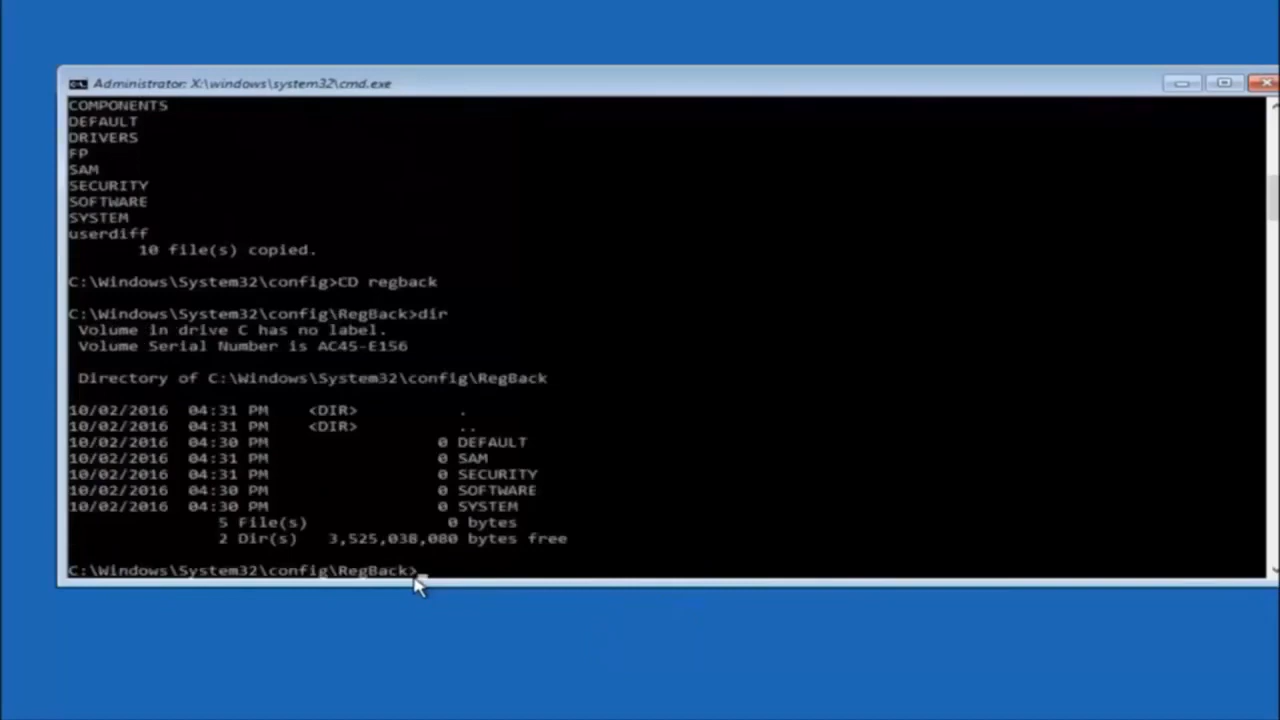 Administrator: X:\windows\system32\cmd.exe
COMPONENTS
DEFAULT
DRIVERS
FP
SAM
SECURITY
SOFTWARE
SYSTEM
userdiff
10 file(s) copied.
C:\Windows\System32\config>CD regback
C:\Windows\System32\config\RegBack>dir
Volume in drive C has no label.
Volume Serial Number is AC45-E156
Directory of C:\Windows\System32\config\RegBack
10/02/2016 04:31 PM <DIR> .
10/02/2016 04:31 PM <DIR> ..
10/02/2016 04:30 PM 0 DEFAULT
10/02/2016 04:31 PM 0 SAM
10/02/2016 04:31 PM 0 SECURITY
10/02/2016 04:30 PM 0 SOFTWARE
10/02/2016 04:30 PM 0 SYSTEM
5 File(s) 0 bytes
2 Dir(s) 3,525,038,080 bytes free
C:\Windows\System32\config\RegBack>_